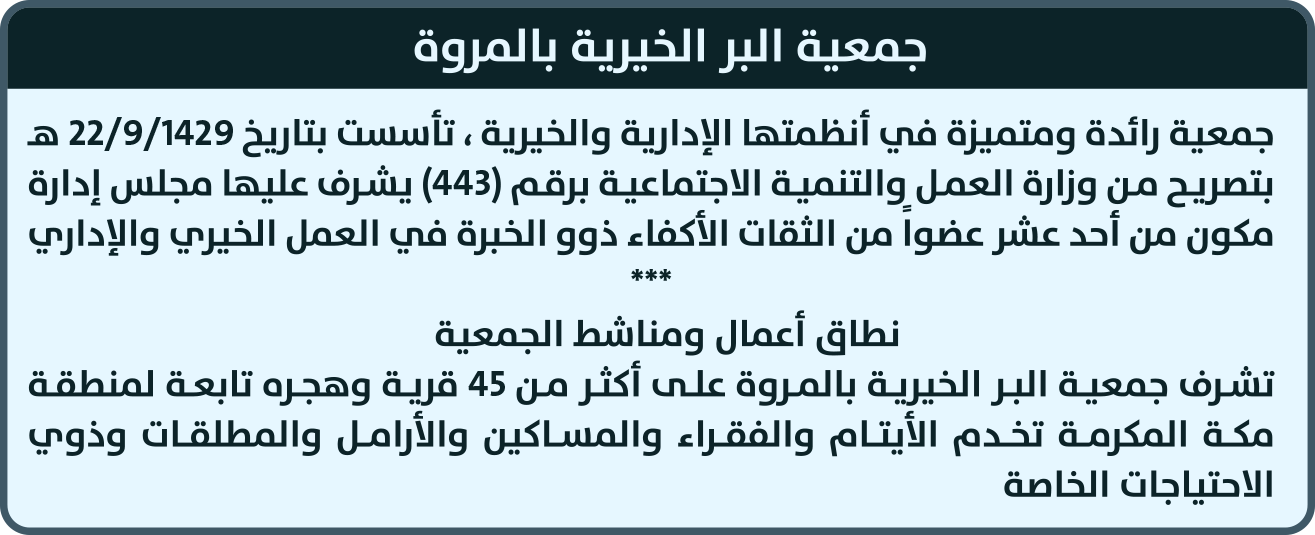 جمعية البر الخيرية بالمروة
جمعية رائدة ومتميزة في أنظمتها الإدارية والخيرية ، تأسست بتاريخ 22/9/1429 هـ
بتصريح من وزارة العمل والتنمية الاجتماعية برقم (443) يشرف عليها مجلس إدارة
مكون من أحد عشر عضواً من الثقات الأكفاء ذوو الخبرة في العمل الخيري والإداري
***
نطاق أعمال ومناشط الجمعية
تشرف جمعية البر الخيرية بالمروة على أكثر من 45 قرية وهجره تابعة لمنطقة
مكة المكرمة تخدم الأيتام والفقراء والمساكين والأرامل والمطلقات وذوي
الاحتياجات الخاصة